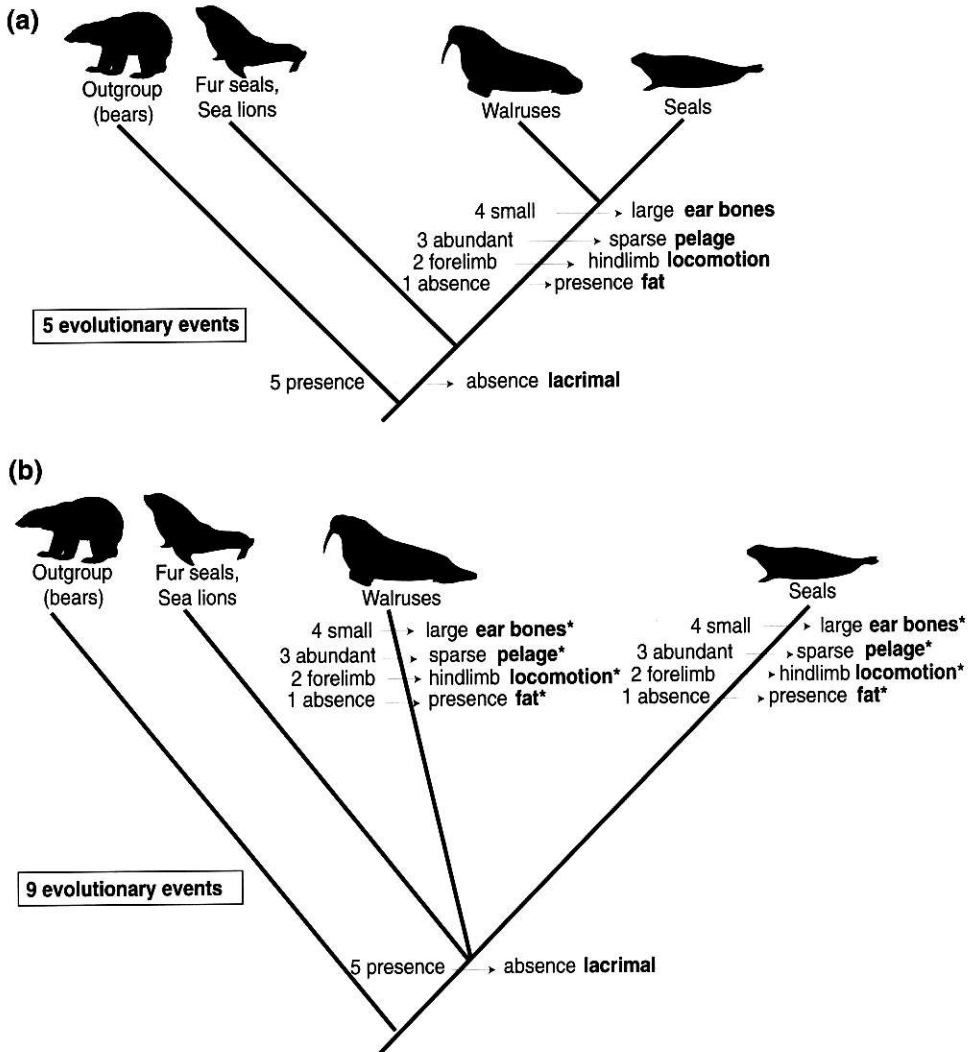 (a)
Outgroup
(bears)
Fur seals,
Sea lions
Walruses
Seals
4 small large ear bones
3 abundant sparse pelage
2 forelimb hindlimb locomotion
1 absence presence fat
5 evolutionary events
5 presence absence lacrimal
(b)
Outgroup
(bears)
Fur seals,
Sea lions
Walruses
Seals
4 small large ear bones*
3 abundant sparse pelage*
2 forelimb hindlimb locomotion*
1 absence presence fat*
4 small large ear bones*
3 abundant sparse pelage*
2 forelimb hindlimb locomotion*
1 absence presence fat*
9 evolutionary events
5 presence absence lacrimal